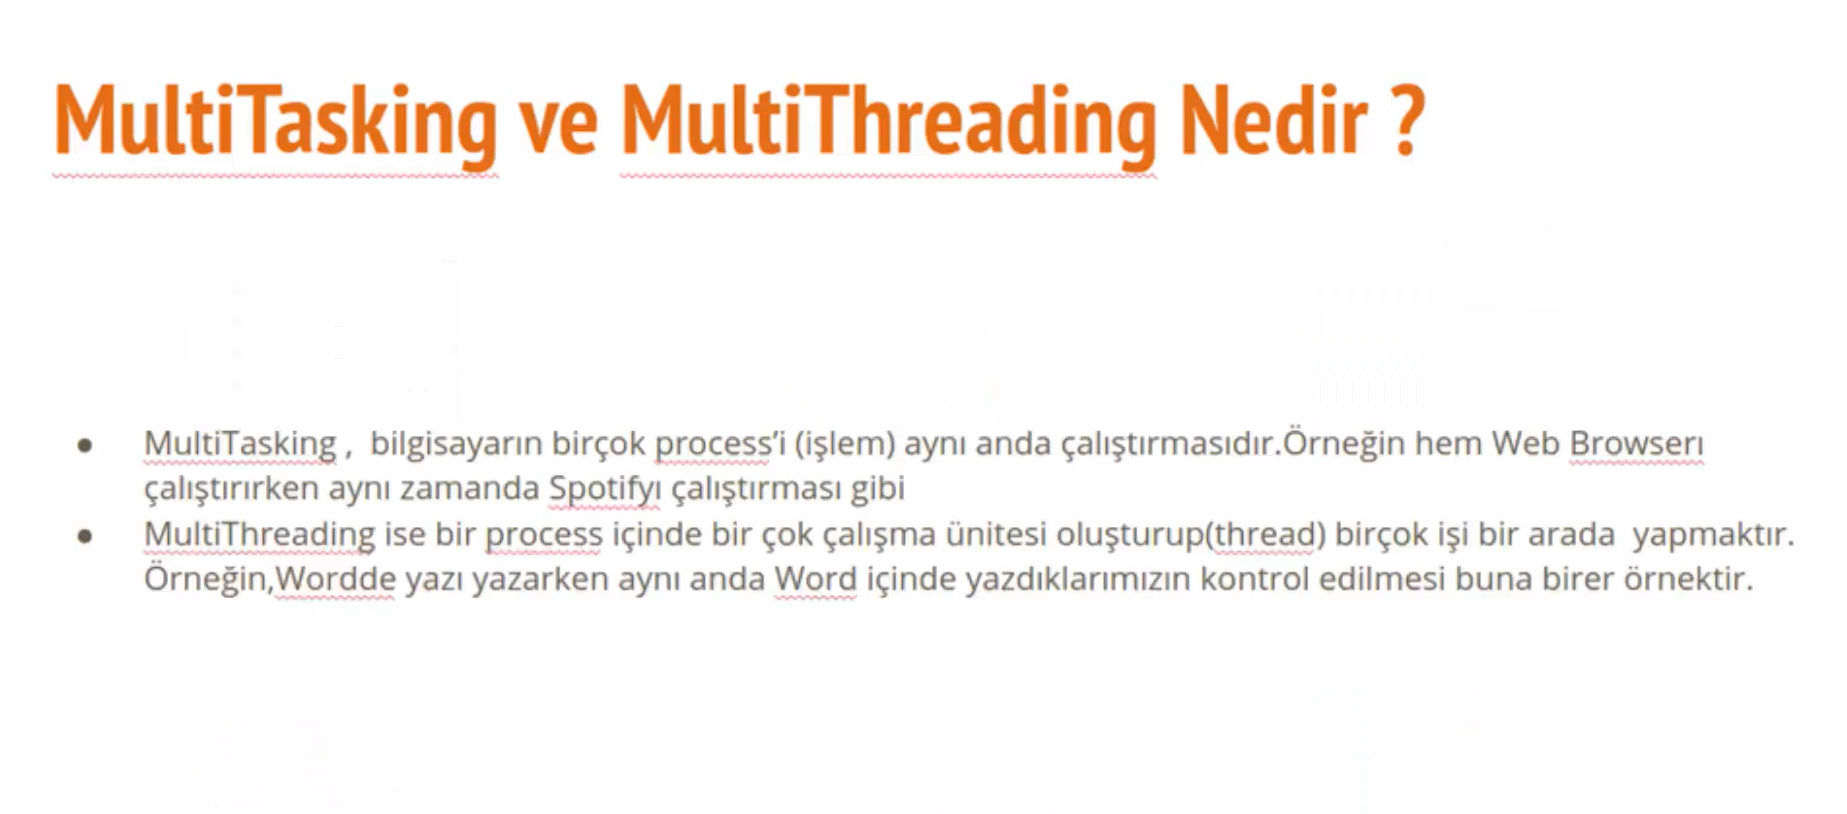 MultiTasking ve MultiThreading Nedir ?
● MultiTasking ,  bilgisayarın birçok process’i (işlem) aynı anda çalıştırmasıdır.Örneğin hem Web Browserı
çalıştırırken aynı zamanda Spotifyı çalıştırması gibi
● MultiThreading ise bir process içinde bir çok çalışma ünitesi oluşturup(thread) birçok işi bir arada  yapmaktır.
Örneğin,Wordde yazı yazarken aynı anda Word içinde yazdıklarımızın kontrol edilmesi buna birer örnektir.